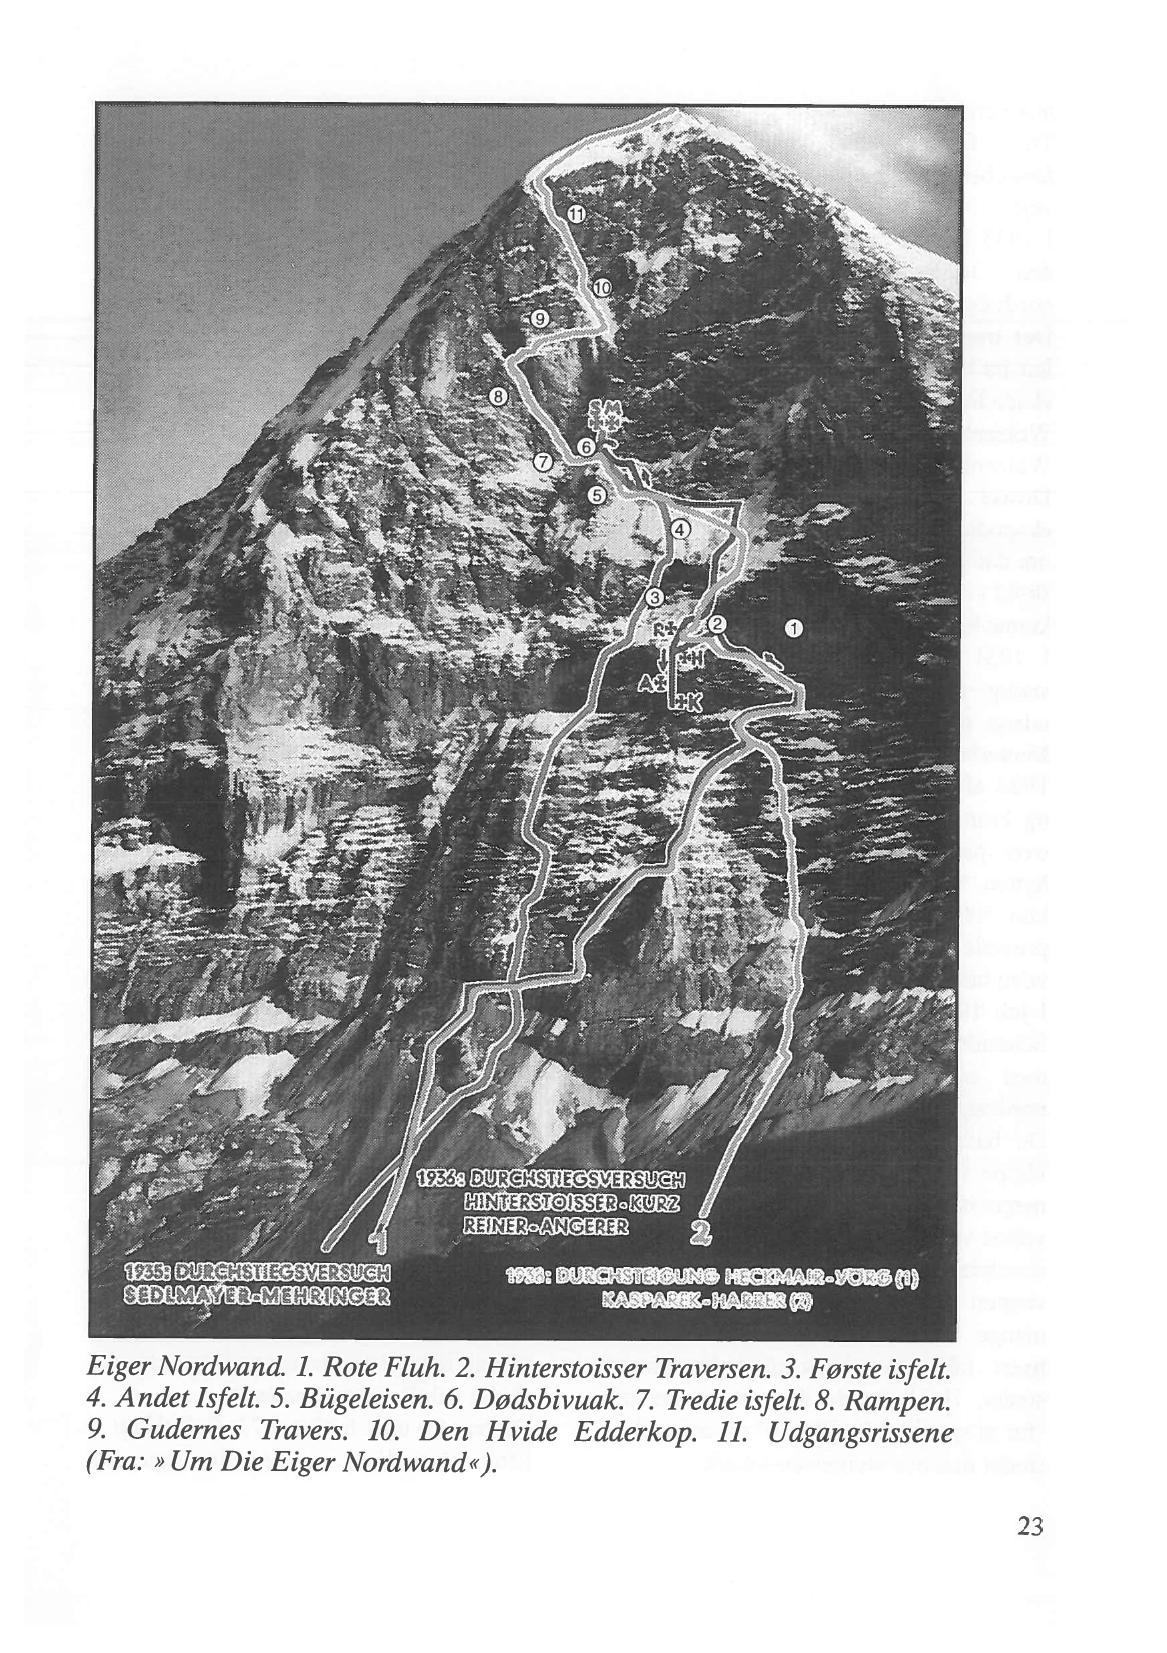 11
10
9
8
S M
6
7
5
4
3
R
2
1
H
A
K
1936: DURCHSTIEGSVERSUCH
HINTERSTOISSER-KURZ
REINER-ANGERER
1
2
1935: DURCHSTIEGSVERSUCH
SEDLMAYER-MEHRINGER
1938: DURCHSTEIGUNG HECKMAIR-VÖRG (1)
KASPAREK-HARRER (2)
Eiger Nordwand. 1. Rote Fluh. 2. Hinterstoisser Traversen. 3. Første isfelt.
4. Andet Isfelt. 5. Bügeleisen. 6. Dødsbivuak. 7. Tredie isfelt. 8. Rampen.
9. Gudernes Travers. 10. Den Hvide Edderkop. 11. Udgangsrissene
(Fra: »Um Die Eiger Nordwand«).
23